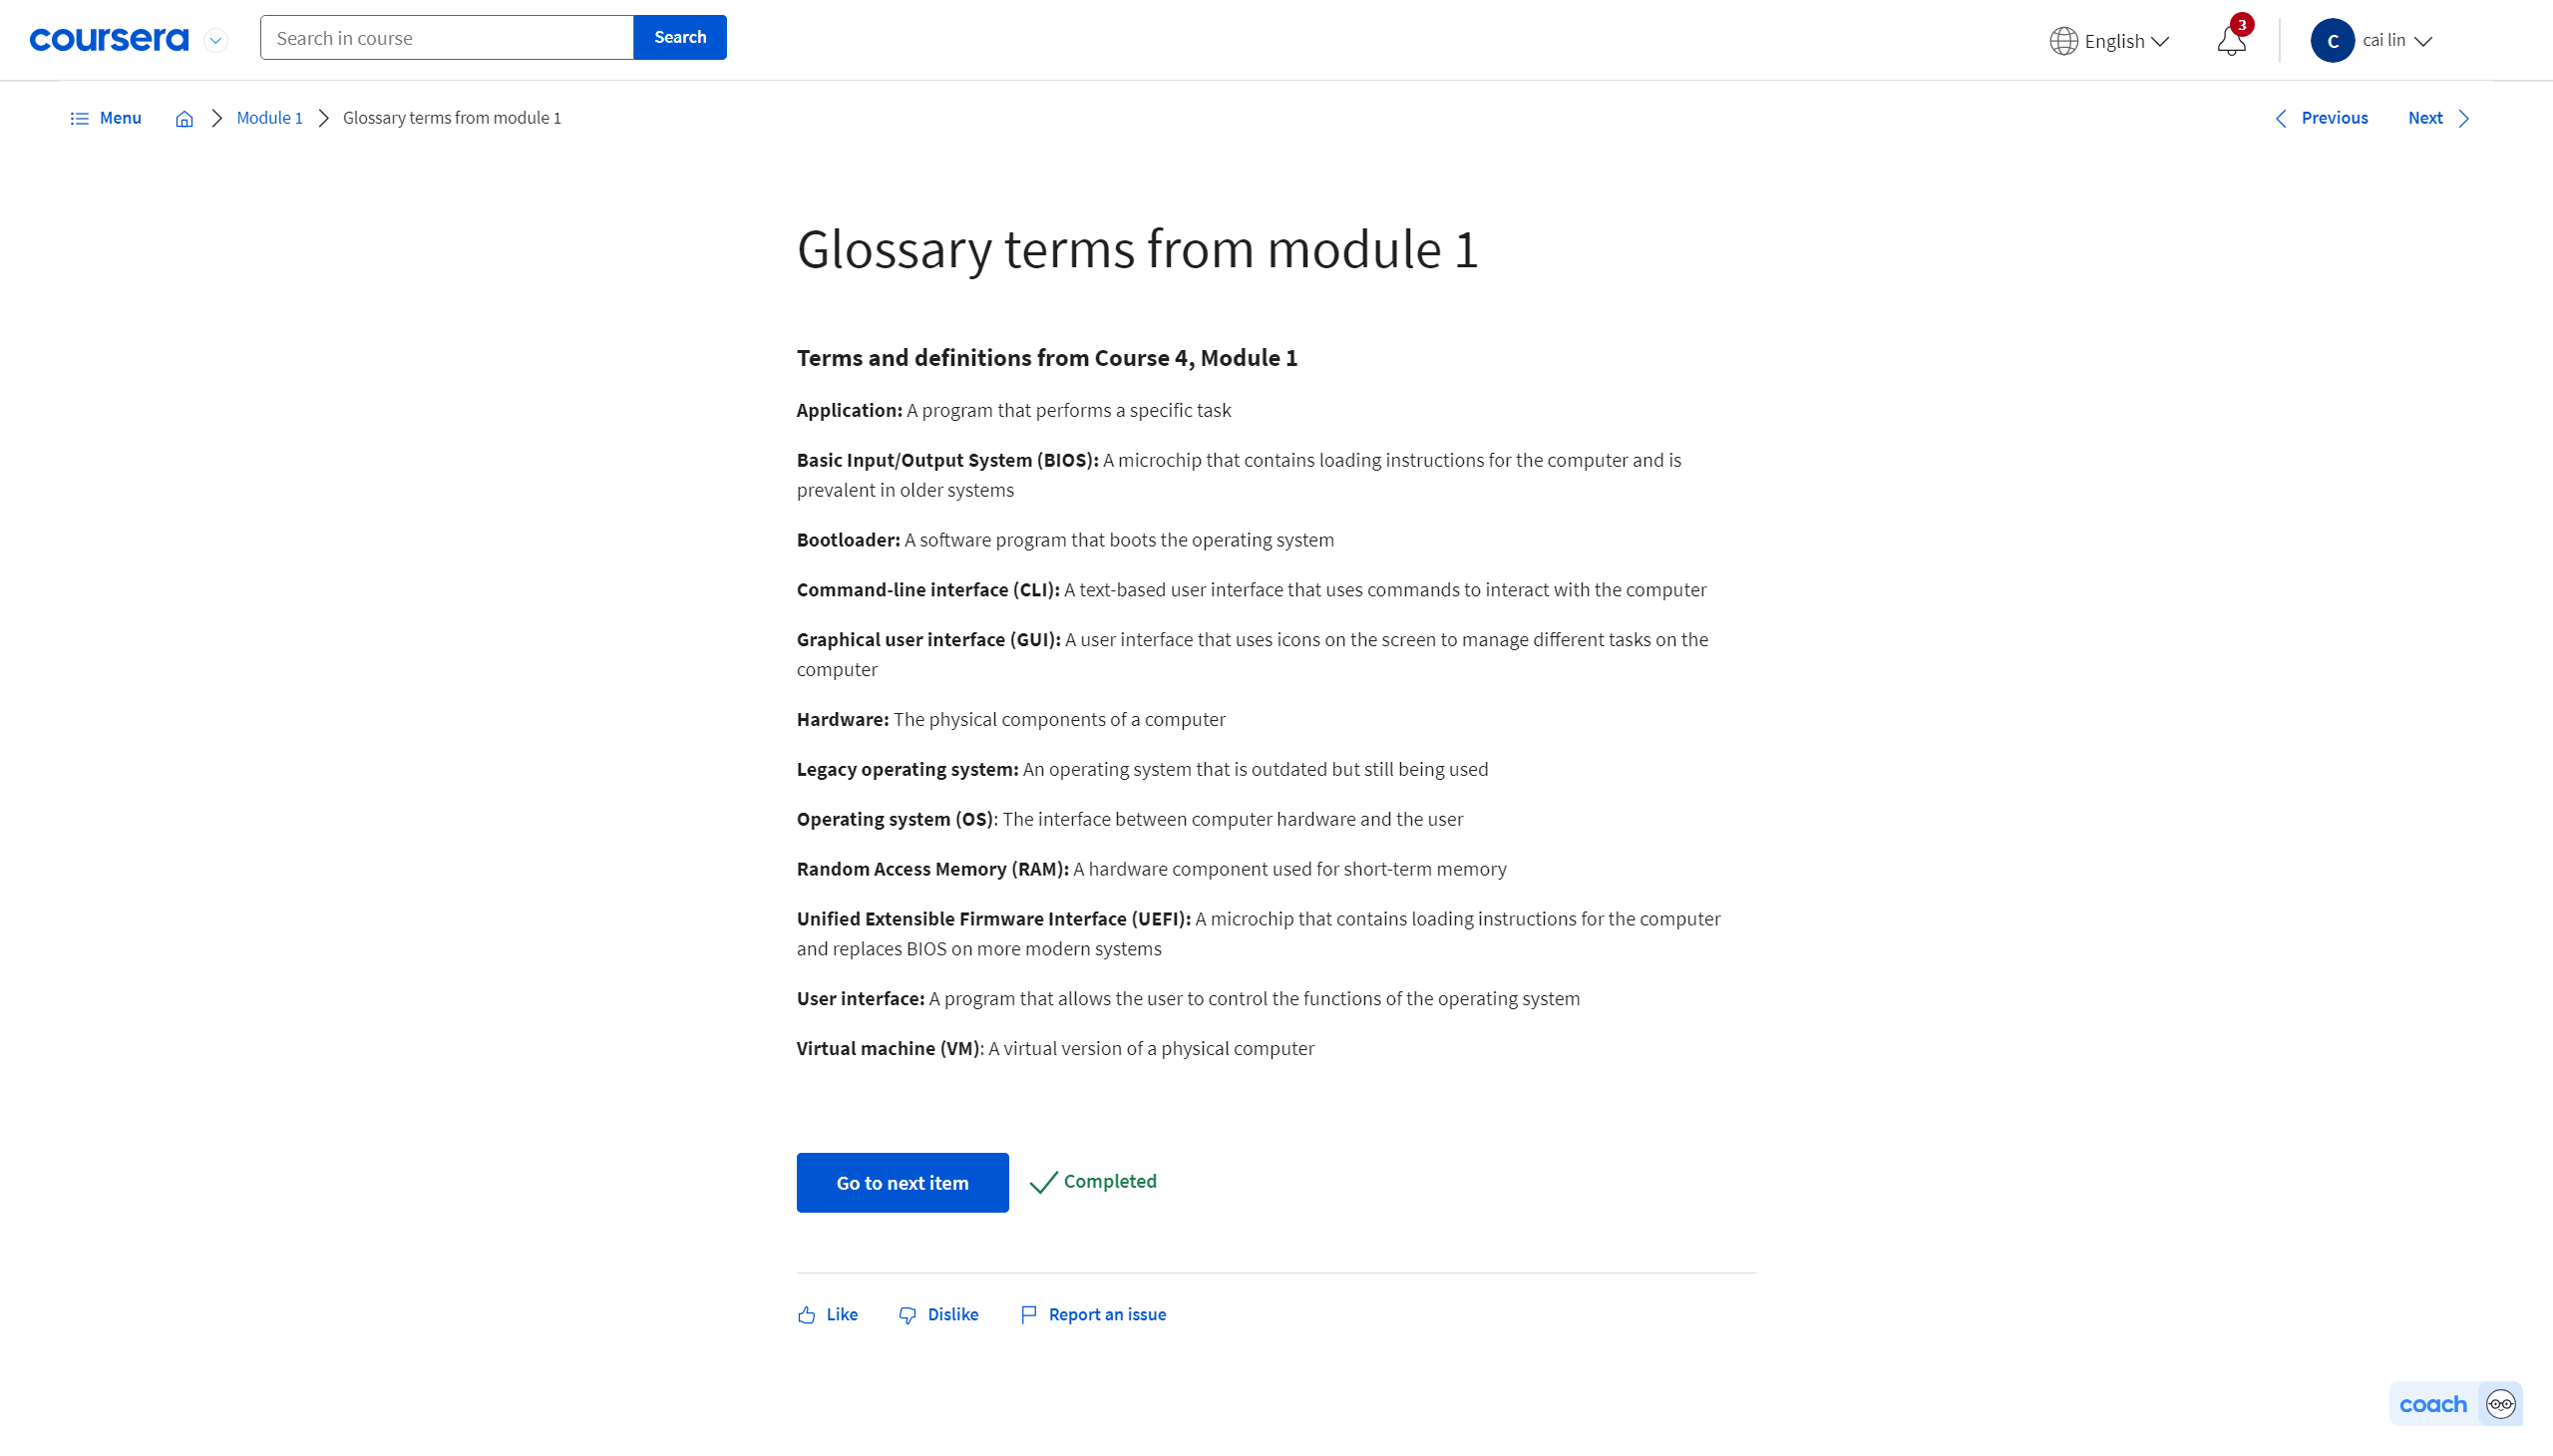 coursera
Search in course
Search
English
3
C
cai lin
Menu
Module 1
Glossary terms from module 1
Previous
Next
Glossary terms from module 1
Terms and definitions from Course 4, Module 1
Application: A program that performs a specific task
Basic Input/Output System (BIOS): A microchip that contains loading instructions for the computer and is
prevalent in older systems
Bootloader: A software program that boots the operating system
Command-line interface (CLI): A text-based user interface that uses commands to interact with the computer
Graphical user interface (GUI): A user interface that uses icons on the screen to manage different tasks on the
computer
Hardware: The physical components of a computer
Legacy operating system: An operating system that is outdated but still being used
Operating system (OS): The interface between computer hardware and the user
Random Access Memory (RAM): A hardware component used for short-term memory
Unified Extensible Firmware Interface (UEFI): A microchip that contains loading instructions for the computer
and replaces BIOS on more modern systems
User interface: A program that allows the user to control the functions of the operating system
Virtual machine (VM): A virtual version of a physical computer
Go to next item
Completed
Like
Dislike
Report an issue
coach